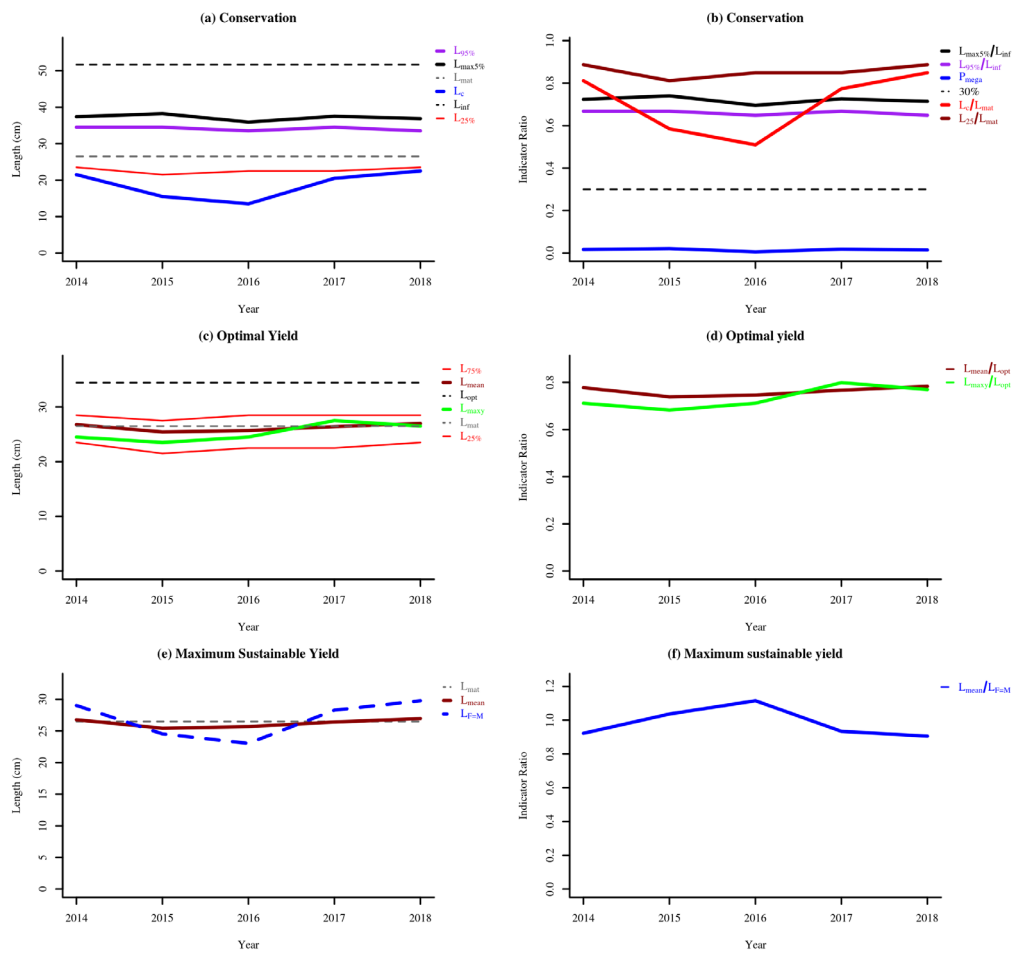 (a) Conservation
Length (cm)
50
40
30
20
10
0
2014 2015 2016 2017 2018
Year
L95%
Lmax5%
Lmat
Lc
Linf
L25%
(b) Conservation
Indicator Ratio
1.0
0.8
0.6
0.4
0.2
0.0
2014 2015 2016 2017 2018
Year
Lmax5%/Linf
L95%/Linf
Pmega
30%
Lc/Lmat
L25/Lmat
(c) Optimal Yield
Length (cm)
30
20
10
0
2014 2015 2016 2017 2018
Year
L75%
Lmean
Lopt
Lmaxy
Lmat
L25%
(d) Optimal yield
Indicator Ratio
0.8
0.6
0.4
0.2
0.0
2014 2015 2016 2017 2018
Year
Lmean/Lopt
Lmaxy/Lopt
(e) Maximum Sustainable Yield
Length (cm)
30
25
20
15
10
5
0
2014 2015 2016 2017 2018
Year
Lmat
Lmean
LF=M
(f) Maximum sustainable yield
Indicator Ratio
1.2
1.0
0.8
0.6
0.4
0.2
0.0
2014 2015 2016 2017 2018
Year
Lmean/LF=M